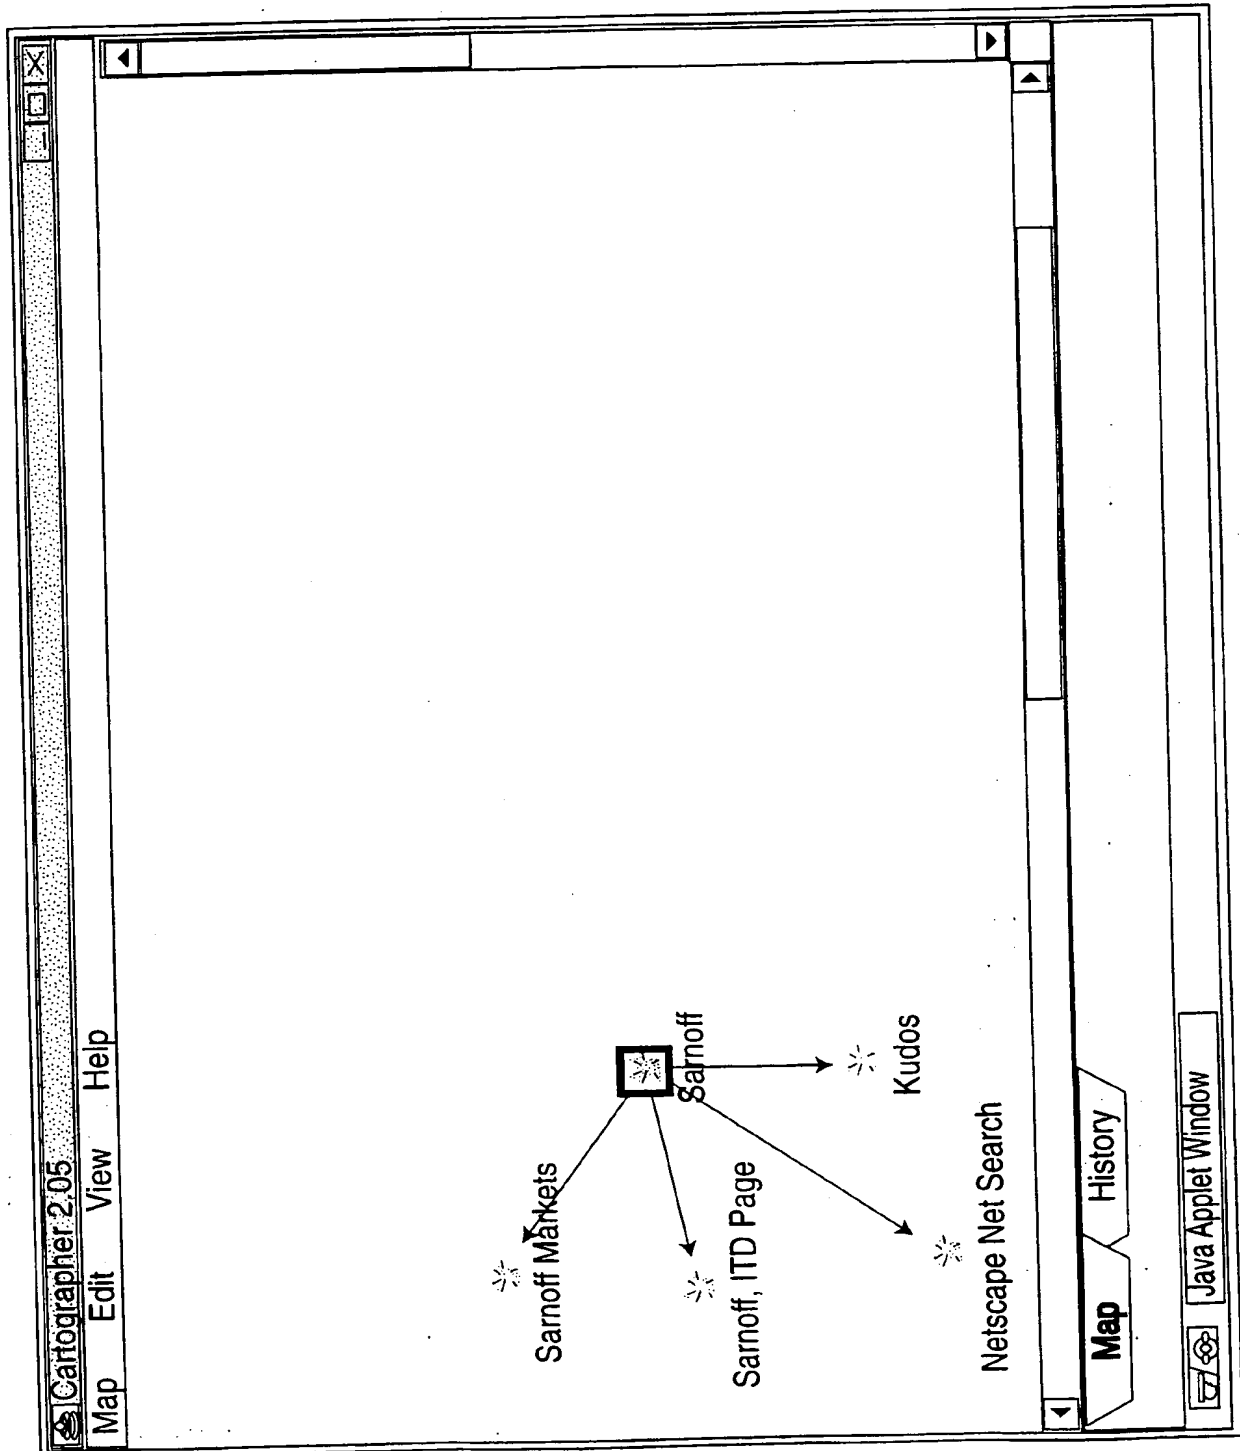 Cartographer 2.05
Map Edit View Help
Sarnoff Markets
Sarnoff, ITD Page
Sarnoff
Netscape Net Search
Kudos
Map History
Java Applet Window